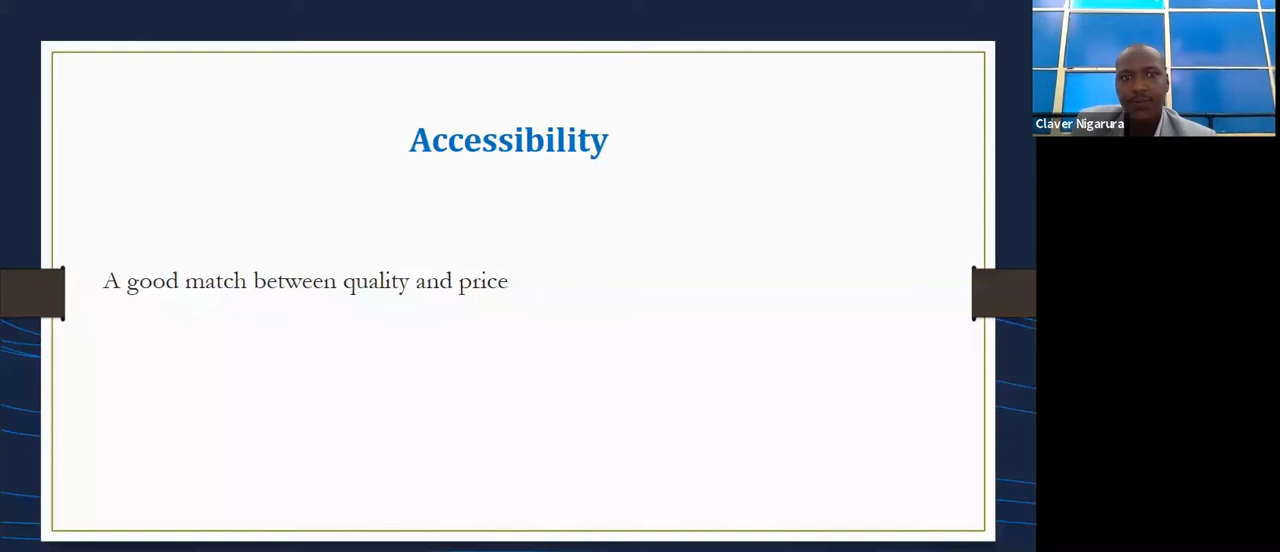 Accessibility
A good match between quality and price
Claver Nigarura